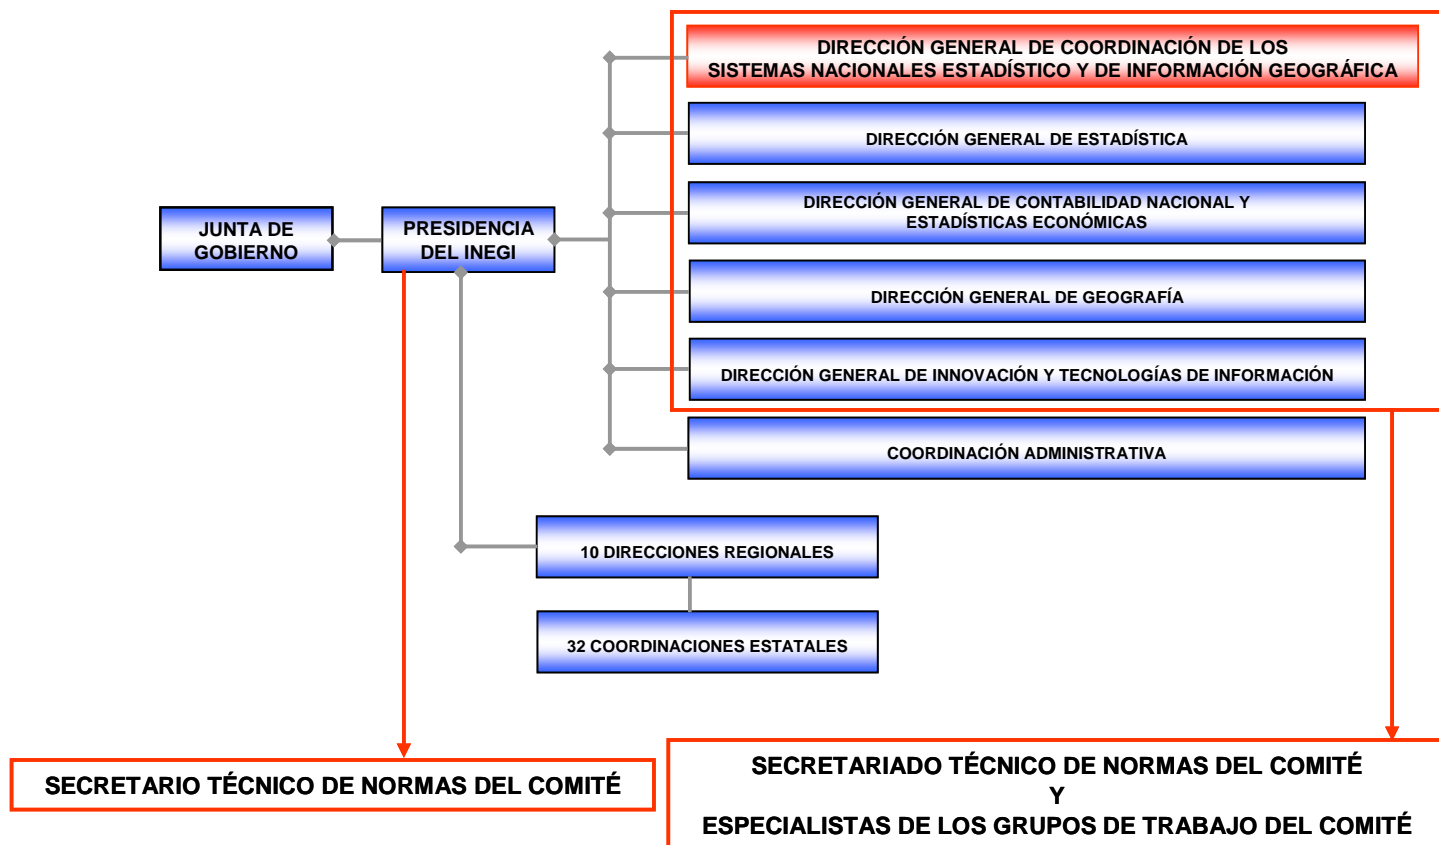 DIRECCIÓN GENERAL DE COORDINACIÓN DE LOS
SISTEMAS NACIONALES ESTADÍSTICO Y DE INFORMACIÓN GEOGRÁFICA
DIRECCIÓN GENERAL DE ESTADÍSTICA
DIRECCIÓN GENERAL DE CONTABILIDAD NACIONAL Y
ESTADÍSTICAS ECONÓMICAS
JUNTA DE
GOBIERNO
PRESIDENCIA
DEL INEGI
DIRECCIÓN GENERAL DE GEOGRAFÍA
DIRECCIÓN GENERAL DE INNOVACIÓN Y TECNOLOGÍAS DE INFORMACIÓN
COORDINACIÓN ADMINISTRATIVA
10 DIRECCIONES REGIONALES
32 COORDINACIONES ESTATALES
SECRETARIO TÉCNICO DE NORMAS DEL COMITÉ
SECRETARIADO TÉCNICO DE NORMAS DEL COMITÉ
Y
ESPECIALISTAS DE LOS GRUPOS DE TRABAJO DEL COMITÉ